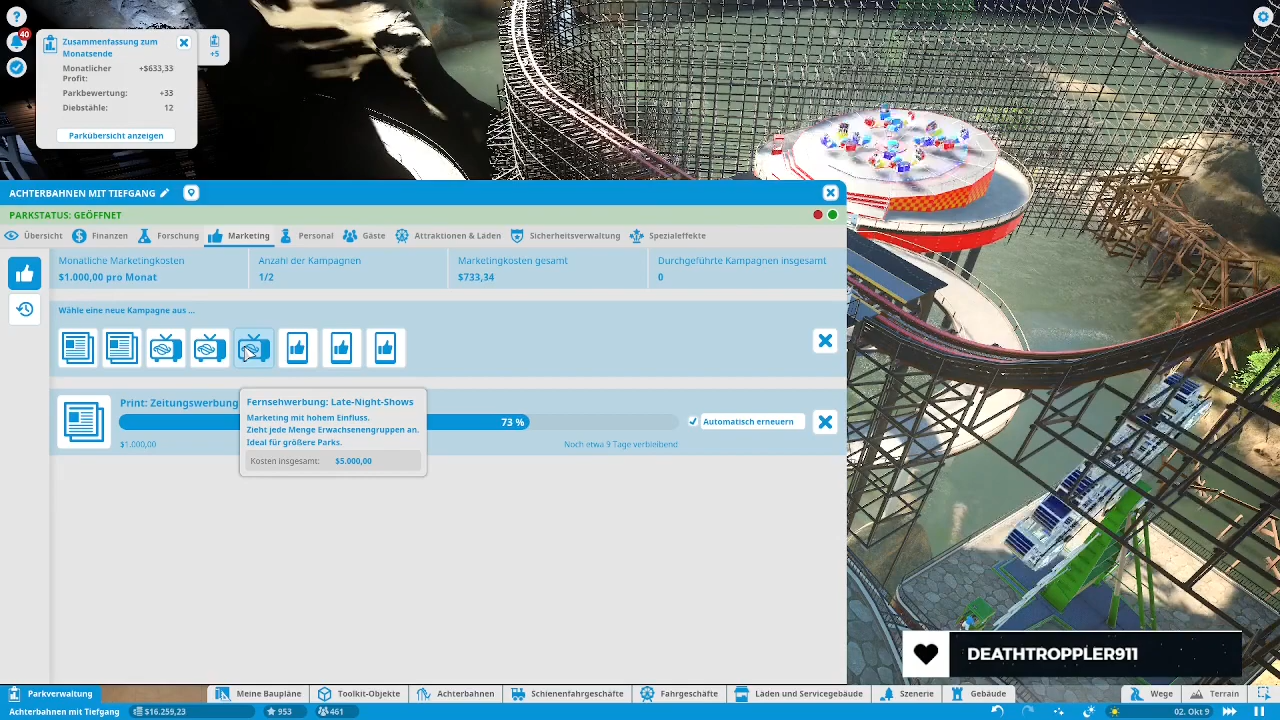 ?
40
Zusammenfassung zum
Monatsende
+5
Monatlicher +$633,33
Profit:
Parkbewertung: +33
Diebstähle: 12
Parkübersicht anzeigen
ACHTERBAHNEN MIT TIEFGANG
PARKSTATUS: GEÖFFNET
Übersicht Finanzen Forschung Marketing Personal Gäste Attraktionen & Läden Sicherheitsverwaltung Spezialeffekte
Monatliche Marketingkosten Anzahl der Kampagnen Marketingkosten gesamt Durchgeführte Kampagnen insgesamt
$1.000,00 pro Monat 1/2 $733,34 0
Wähle eine neue Kampagne aus ...
Print: Zeitungswerbung
73 % Automatisch erneuern
$1.000,00 Noch etwa 9 Tage verbleibend
Fernsehwerbung: Late-Night-Shows
Marketing mit hohem Einfluss.
Zieht jede Menge Erwachsenengruppen an.
Ideal für größere Parks.
Kosten insgesamt: $5.000,00
DEATHTROPPLER911
Parkverwaltung Meine Baupläne Toolkit-Objekte Achterbahnen Schienenfahrgeschäfte Fahrgeschäfte Läden und Servicegebäude Szenerie Gebäude Wege Terrain
Achterbahnen mit Tiefgang $16.259,23 953 461 02. Okt 9